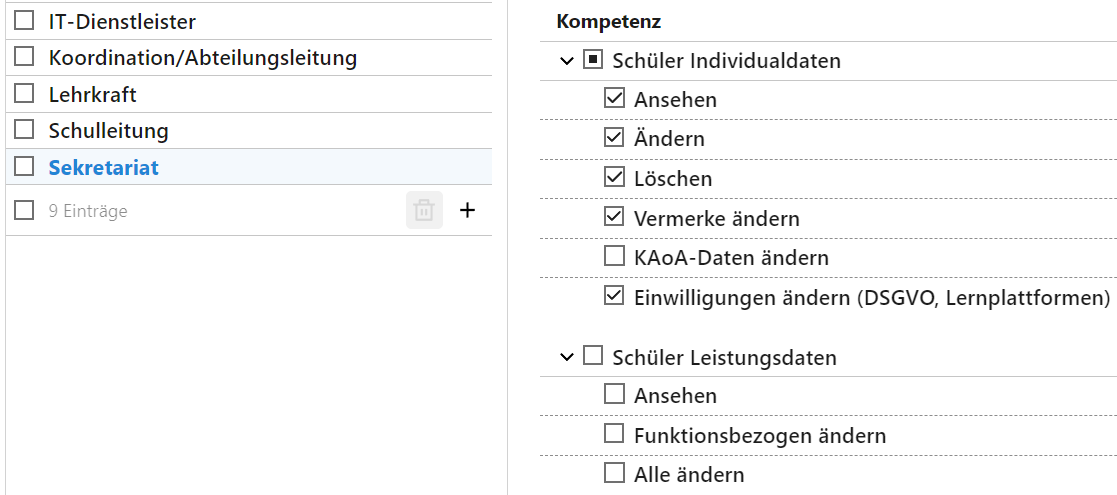 IT-Dienstleister
Koordination/Abteilungsleitung
Lehrkraft
Schulleitung
Sekretariat
9 Einträge
Kompetenz
Schüler Individualdaten
Ansehen
Ändern
Löschen
Vermerke ändern
KAoA-Daten ändern
Einwilligungen ändern (DSGVO, Lernplattformen)
Schüler Leistungsdaten
Ansehen
Funktionsbezogen ändern
Alle ändern